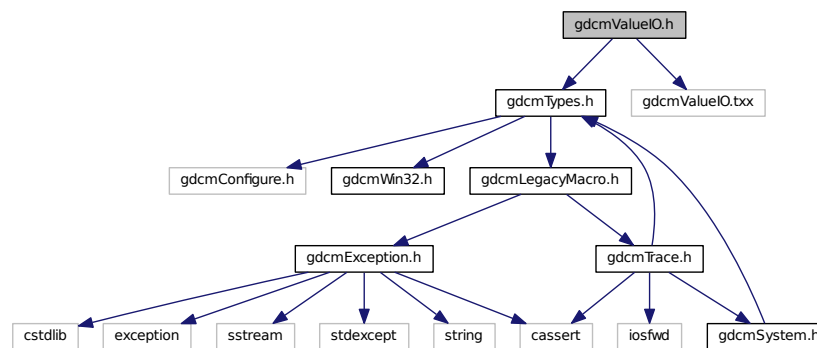 gdcmValueIO.h
gdcmTypes.h
gdcmValueIO.txx
gdcmConfigure.h
gdcmWin32.h
gdcmLegacyMacro.h
gdcmException.h
gdcmTrace.h
cstdlib
exception
sstream
stdexcept
string
cassert
iosfwd
gdcmSystem.h